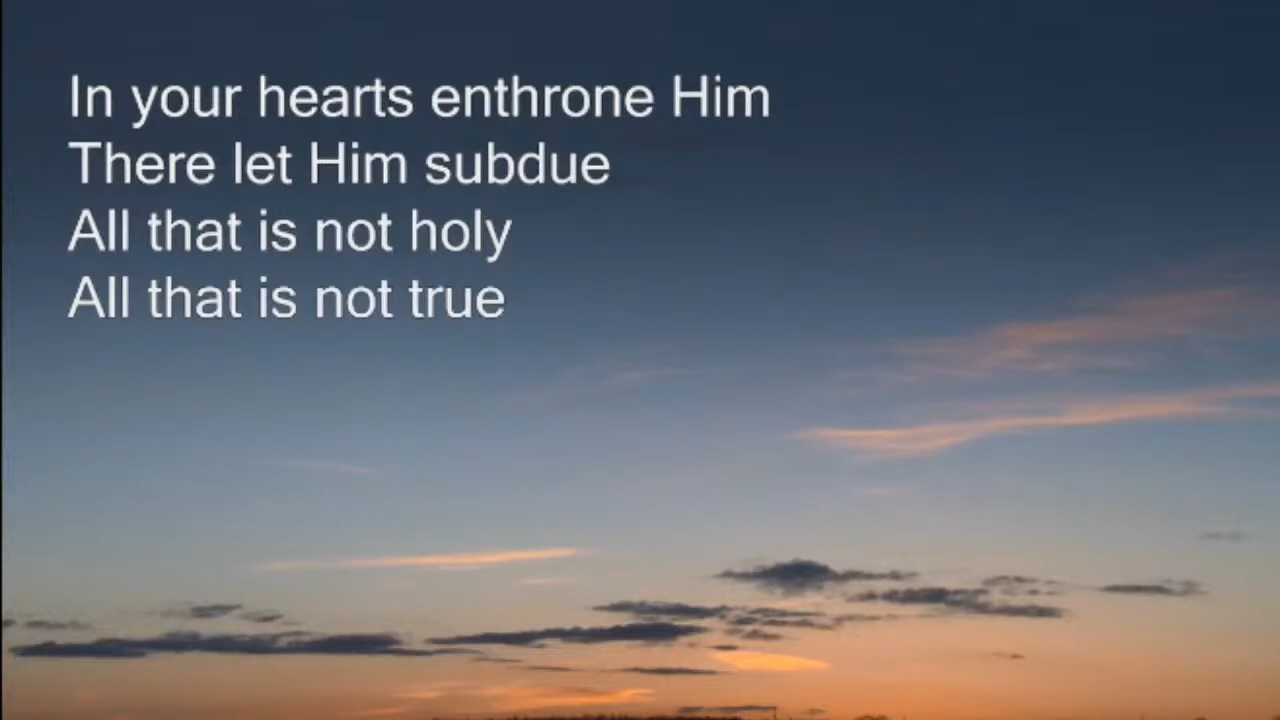 In your hearts enthrone Him
There let Him subdue
All that is not holy
All that is not true